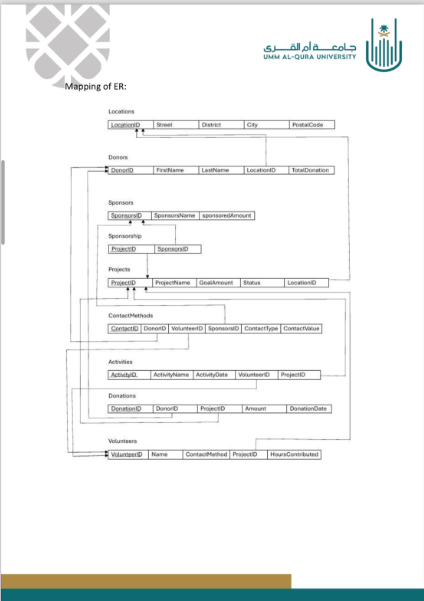 جامعة أم القرى
UMM AL-QURA UNIVERSITY
Mapping of ER:
Locations
LocationID Street District City PostalCode
Donors
DonorID FirstName LastName LocationID TotalDonation
Sponsors
SponsorsID SponsorsName sponsoredAmount
Sponsorship
ProjectID SponsorsID
Projects
ProjectID ProjectName GoalAmount Status LocationID
ContactMethods
ContactID DonorID VolunteerID SponsorsID ContactType ContactValue
Activities
ActivityID. ActivityName ActivityDate VolunteerID ProjectID
Donations
DonationID DonorID ProjectID Amount DonationDate
Volunteers
VolunteerID Name ContactMethod ProjectID HoursContributed